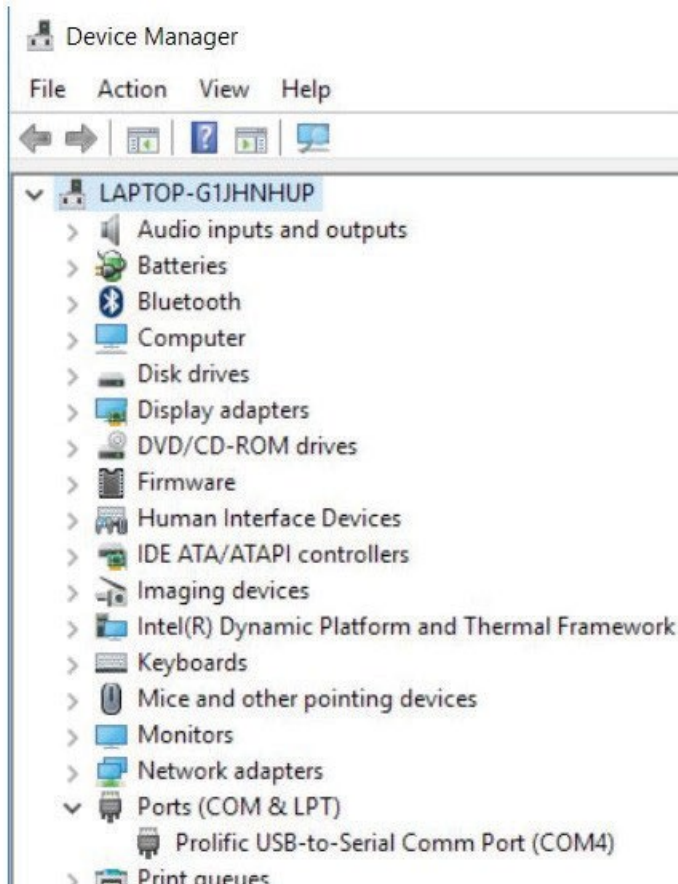 Device Manager
File Action View Help
LAPTOP-G1JHNHUP
Audio inputs and outputs
Batteries
Bluetooth
Computer
Disk drives
Display adapters
DVD/CD-ROM drives
Firmware
Human Interface Devices
IDE ATA/ATAPI controllers
Imaging devices
Intel(R) Dynamic Platform and Thermal Framework
Keyboards
Mice and other pointing devices
Monitors
Network adapters
Ports (COM & LPT)
Prolific USB-to-Serial Comm Port (COM4)
Print queues